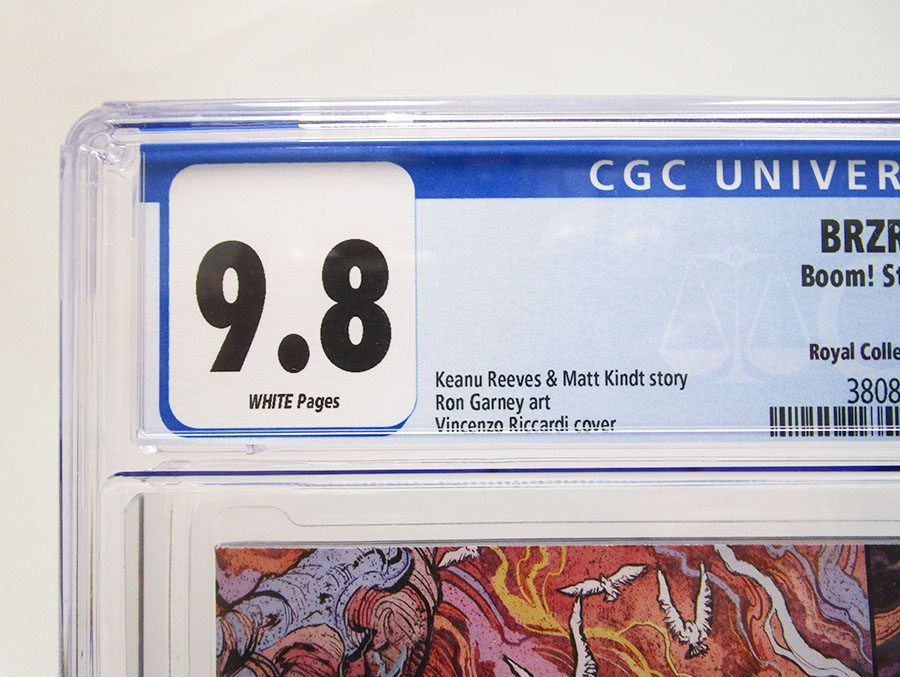 CGC UNIVER
9.8
WHITE Pages
BRZR
Boom! St
Royal Colle
3808
Keanu Reeves & Matt Kindt story
Ron Garney art
Vincenzo Riccardi cover